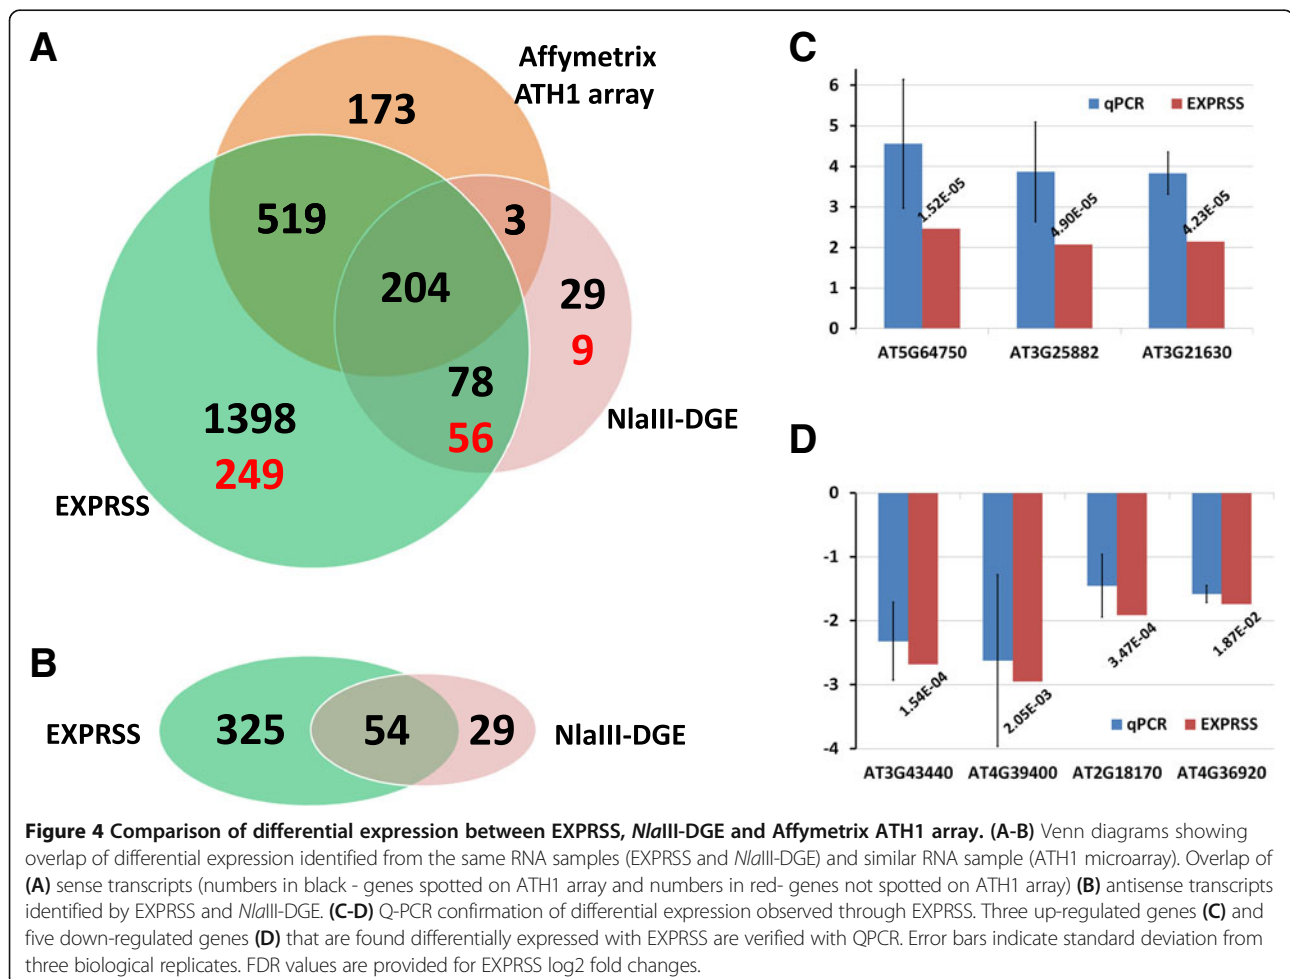 A
Affymetrix
ATH1 array
173
519
3
204
29
9
78
56
1398
249
NlaIII-DGE
EXPRSS
B
EXPRSS
325
54
29
NlaIII-DGE
C
6
5
4
3
2
1
0
qPCR EXPRSS
1.52E-05
4.90E-05
4.23E-05
AT5G64750 AT3G25882 AT3G21630
D
0
-1
-2
-3
-4
1.54E-04
2.05E-03
3.47E-04
1.87E-02
qPCR EXPRSS
AT3G43440 AT4G39400 AT2G18170 AT4G36920
Figure 4 Comparison of differential expression between EXPRSS, NlaIII-DGE and Affymetrix ATH1 array. (A-B) Venn diagrams showing
overlap of differential expression identified from the same RNA samples (EXPRSS and NlaIII-DGE) and similar RNA sample (ATH1 microarray). Overlap of
(A) sense transcripts (numbers in black - genes spotted on ATH1 array and numbers in red- genes not spotted on ATH1 array) (B) antisense transcripts
identified by EXPRSS and NlaIII-DGE. (C-D) Q-PCR confirmation of differential expression observed through EXPRSS. Three up-regulated genes (C) and
five down-regulated genes (D) that are found differentially expressed with EXPRSS are verified with QPCR. Error bars indicate standard deviation from
three biological replicates. FDR values are provided for EXPRSS log2 fold changes.